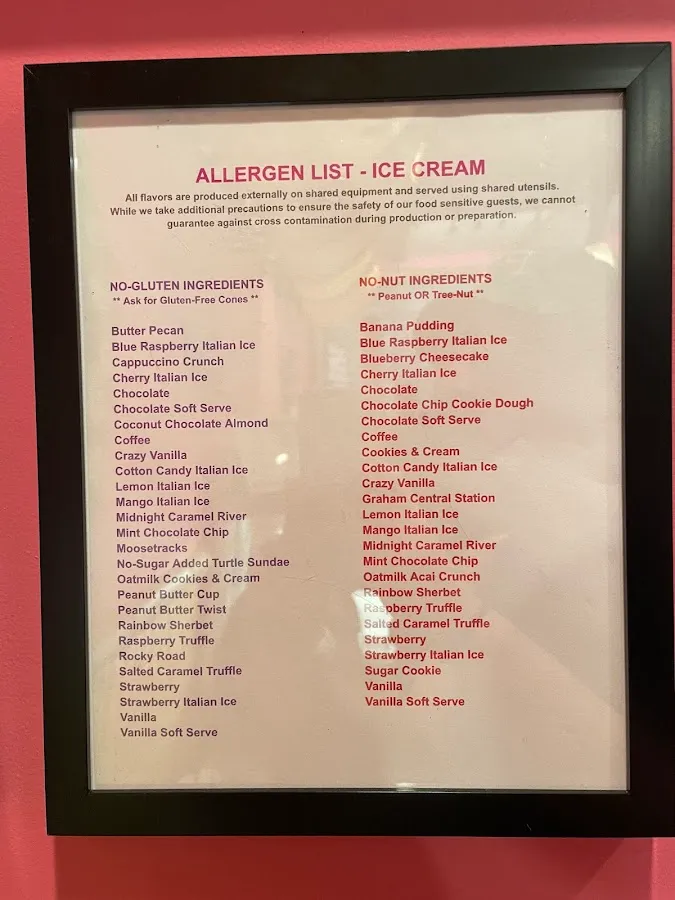 ALLERGEN LIST - ICE CREAM
All flavors are produced externally on shared equipment and served using shared utensils.
While we take additional precautions to ensure the safety of our food sensitive guests, we cannot
guarantee against cross contamination during production or preparation.
NO-GLUTEN INGREDIENTS
** Ask for Gluten-Free Cones **
Butter Pecan
Blue Raspberry Italian Ice
Cappuccino Crunch
Cherry Italian Ice
Chocolate
Chocolate Soft Serve
Coconut Chocolate Almond
Coffee
Crazy Vanilla
Cotton Candy Italian Ice
Lemon Italian Ice
Mango Italian Ice
Midnight Caramel River
Mint Chocolate Chip
Moosetracks
No-Sugar Added Turtle Sundae
Oatmilk Cookies & Cream
Peanut Butter Cup
Peanut Butter Twist
Rainbow Sherbet
Raspberry Truffle
Rocky Road
Salted Caramel Truffle
Strawberry
Strawberry Italian Ice
Vanilla
Vanilla Soft Serve
NO-NUT INGREDIENTS
** Peanut OR Tree-Nut **
Banana Pudding
Blue Raspberry Italian Ice
Blueberry Cheesecake
Cherry Italian Ice
Chocolate
Chocolate Chip Cookie Dough
Chocolate Soft Serve
Coffee
Cookies & Cream
Cotton Candy Italian Ice
Crazy Vanilla
Graham Central Station
Lemon Italian Ice
Mango Italian Ice
Midnight Caramel River
Mint Chocolate Chip
Oatmilk Acai Crunch
Rainbow Sherbet
Raspberry Truffle
Salted Caramel Truffle
Strawberry
Strawberry Italian Ice
Sugar Cookie
Vanilla
Vanilla Soft Serve